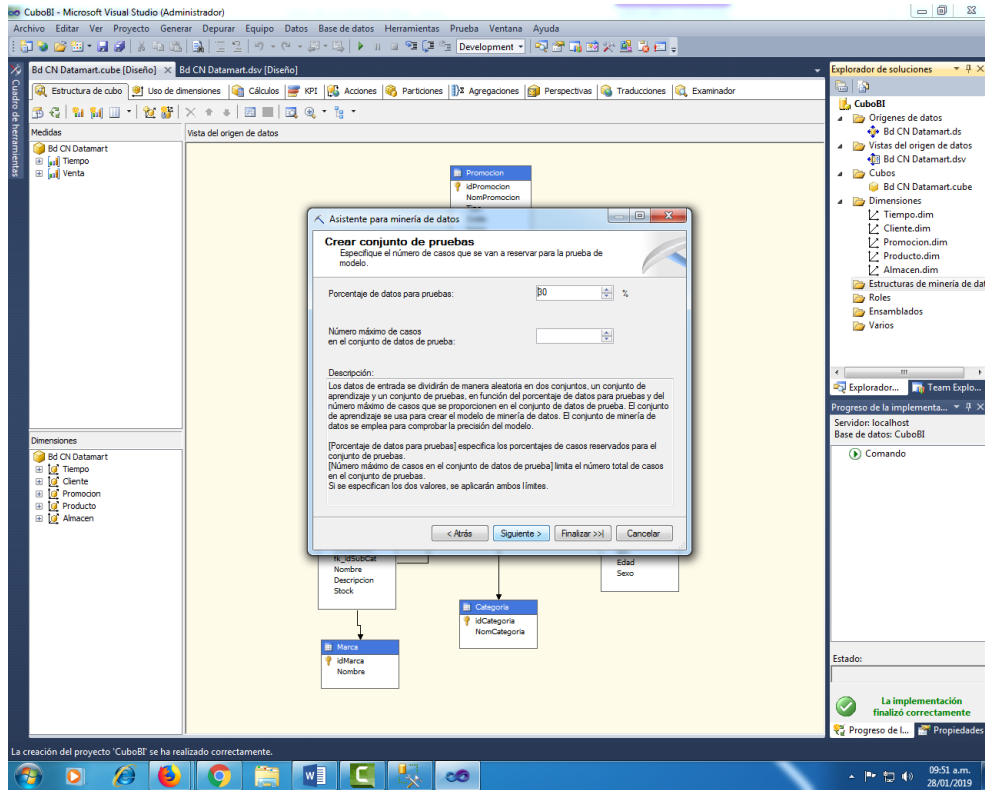 CuboBI - Microsoft Visual Studio (Administrador)
Archivo Editar Ver Proyecto Generar Depurar Equipo Datos Base de datos Herramientas Prueba Ventana Ayuda
Development
Bd CN Datamart.cube [Diseño] Bd CN Datamart.dsv [Diseño]
Estructura de cubo Uso de dimensiones Cálculos KPI Acciones Particiones Agregaciones Perspectivas Traducciones Examinador
Cuadro de herramientas
Medidas
Bd CN Datamart
Tiempo
Venta
Dimensiones
Bd CN Datamart
Tiempo
Cliente
Promocion
Producto
Almacen
Vista del origen de datos
Promocion
idPromocion
NomPromocion
Asistente para minería de datos
Crear conjunto de pruebas
Especifique el número de casos que se van a reservar para la prueba de
modelo.
Porcentaje de datos para pruebas: 30 %
Número máximo de casos
en el conjunto de datos de prueba:
Descripción:
Los datos de entrada se dividirán de manera aleatoria en dos conjuntos, un conjunto de
aprendizaje y un conjunto de pruebas, en función del porcentaje de datos para pruebas y del
número máximo de casos que se proporcionen en el conjunto de datos de prueba. El conjunto
de aprendizaje se usa para crear el modelo de minería de datos. El conjunto de minería de
datos se emplea para comprobar la precisión del modelo.
[Porcentaje de datos para pruebas] especifica los porcentajes de casos reservados para el
conjunto de pruebas.
[Número máximo de casos en el conjunto de datos de prueba] limita el número total de casos
en el conjunto de pruebas.
Si se especifican los dos valores, se aplicarán ambos límites.
< Atrás Siguiente > Finalizar >>| Cancelar
fk_idSubCat
Nombre
Descripcion
Stock
Edad
Sexo
Categoria
idCategoria
NomCategoria
Marca
idMarca
Nombre
Explorador de soluciones
CuboBI
Orígenes de datos
Bd CN Datamart.ds
Vistas del origen de datos
Bd CN Datamart.dsv
Cubos
Bd CN Datamart.cube
Dimensiones
Tiempo.dim
Cliente.dim
Promocion.dim
Producto.dim
Almacen.dim
Estructuras de minería de dat
Roles
Ensamblados
Varios
Explorador... Team Explo...
Progreso de la implementa...
Servidor: localhost
Base de datos: CuboBI
Comando
Estado:
La implementación
finalizó correctamente
Progreso de l... Propiedades
La creación del proyecto 'CuboBI' se ha realizado correctamente.
09:51 a.m.
28/01/2019